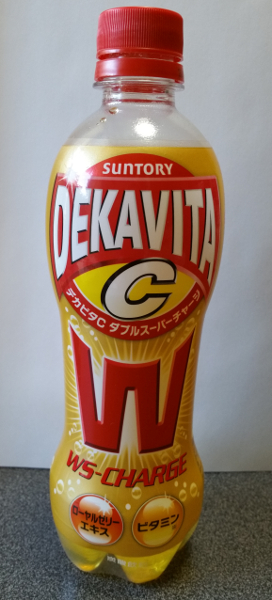 SUNTORY
DEKAVITA
C
デカビタC ダブルスーパーチャージ
W
WS-CHARGE
ローヤルゼリー
エキス
ビタミン